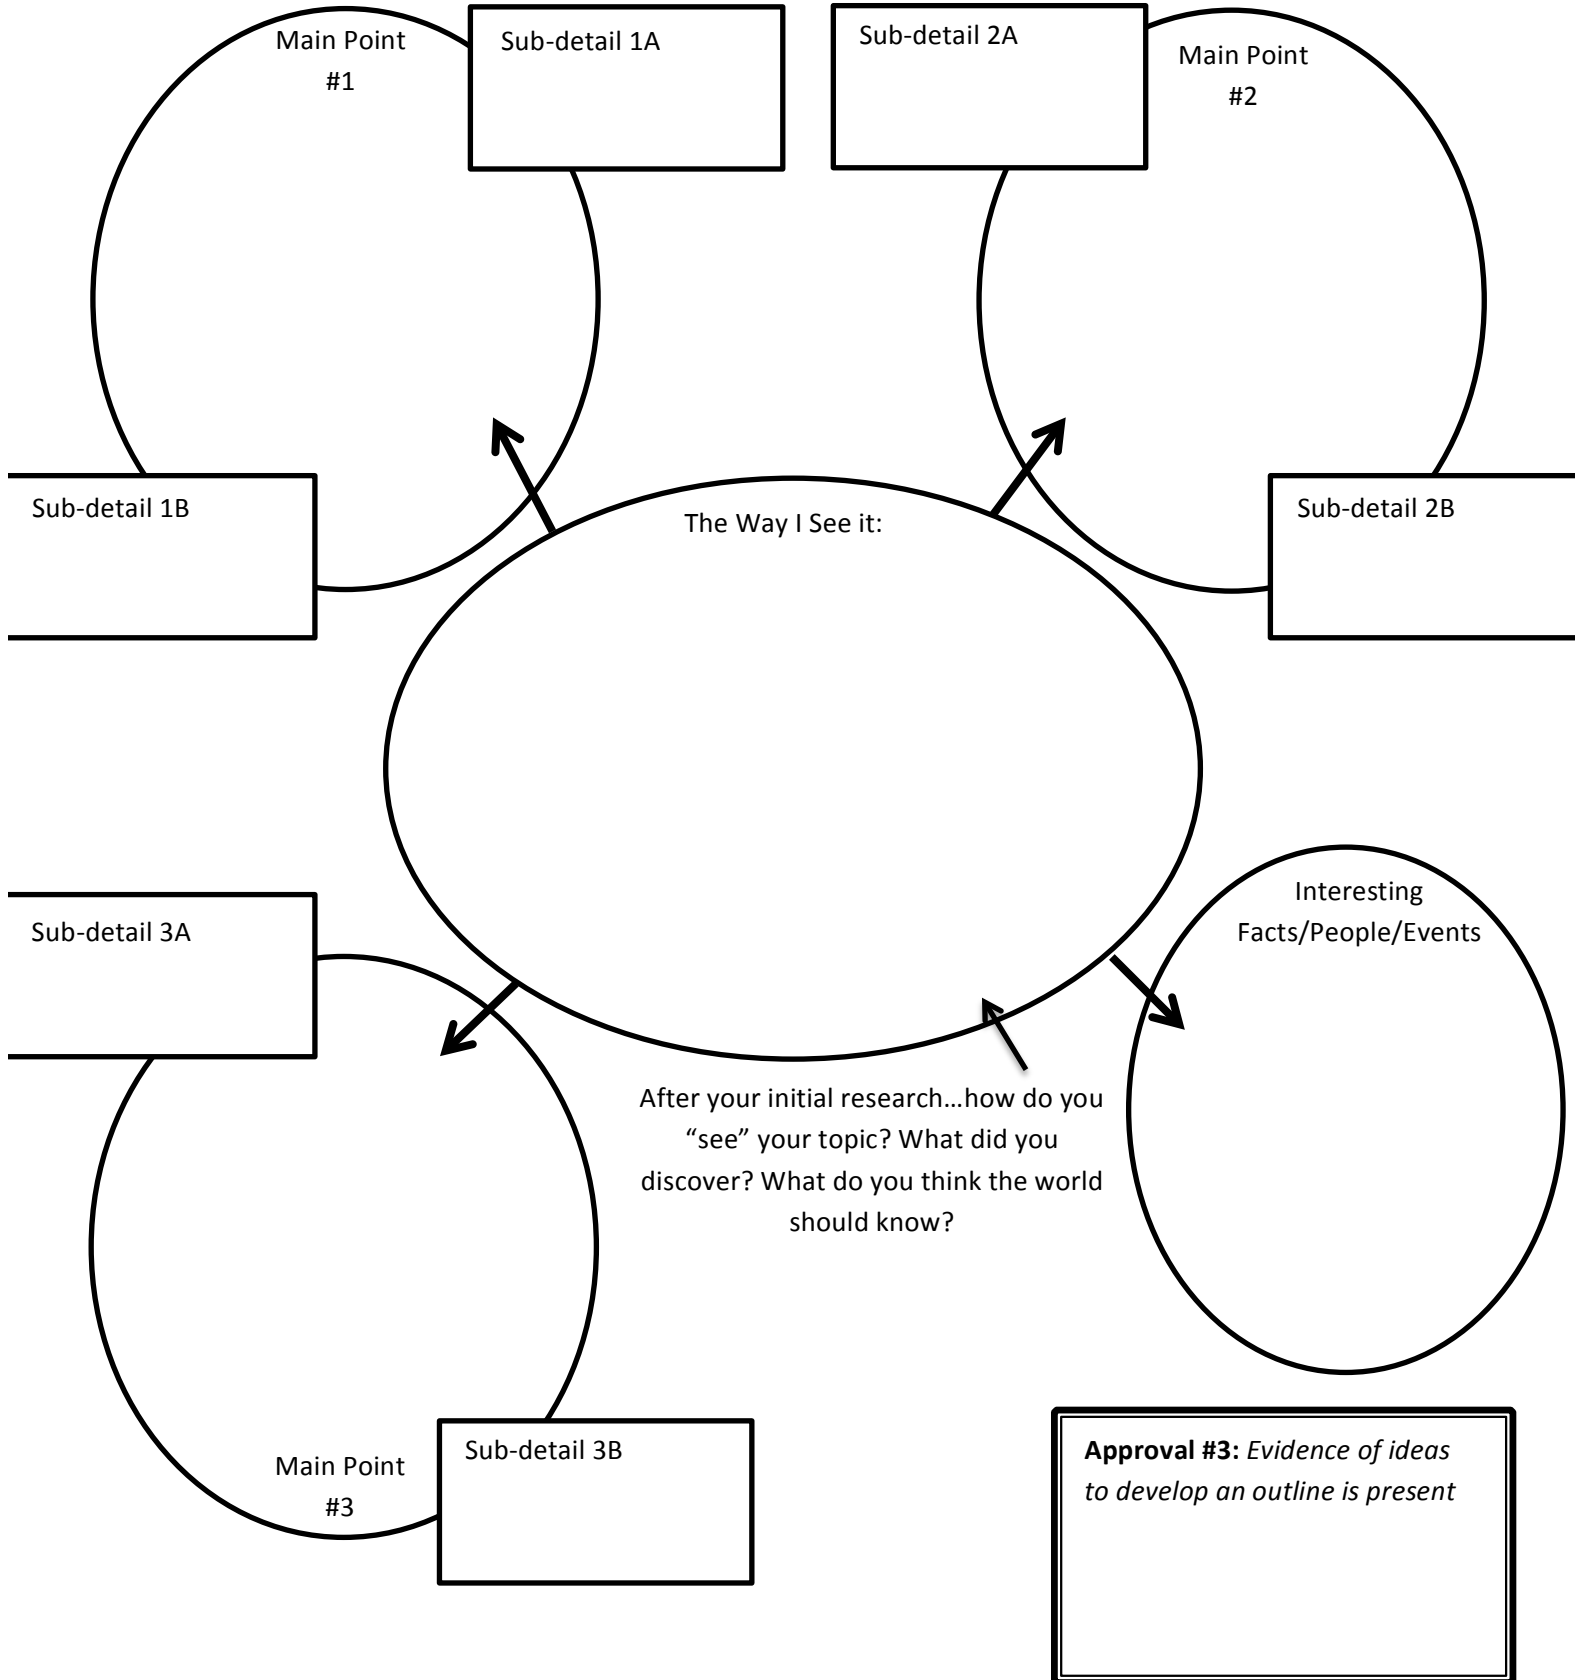 Main Point
#1
Sub-detail 1A
Sub-detail 2A
Main Point
#2
Sub-detail 1B
The Way I See it:
Sub-detail 2B
Sub-detail 3A
Interesting
Facts/People/Events
After your initial research…how do you
“see” your topic? What did you
discover? What do you think the world
should know?
Main Point
#3
Sub-detail 3B
Approval #3: Evidence of ideas
to develop an outline is present